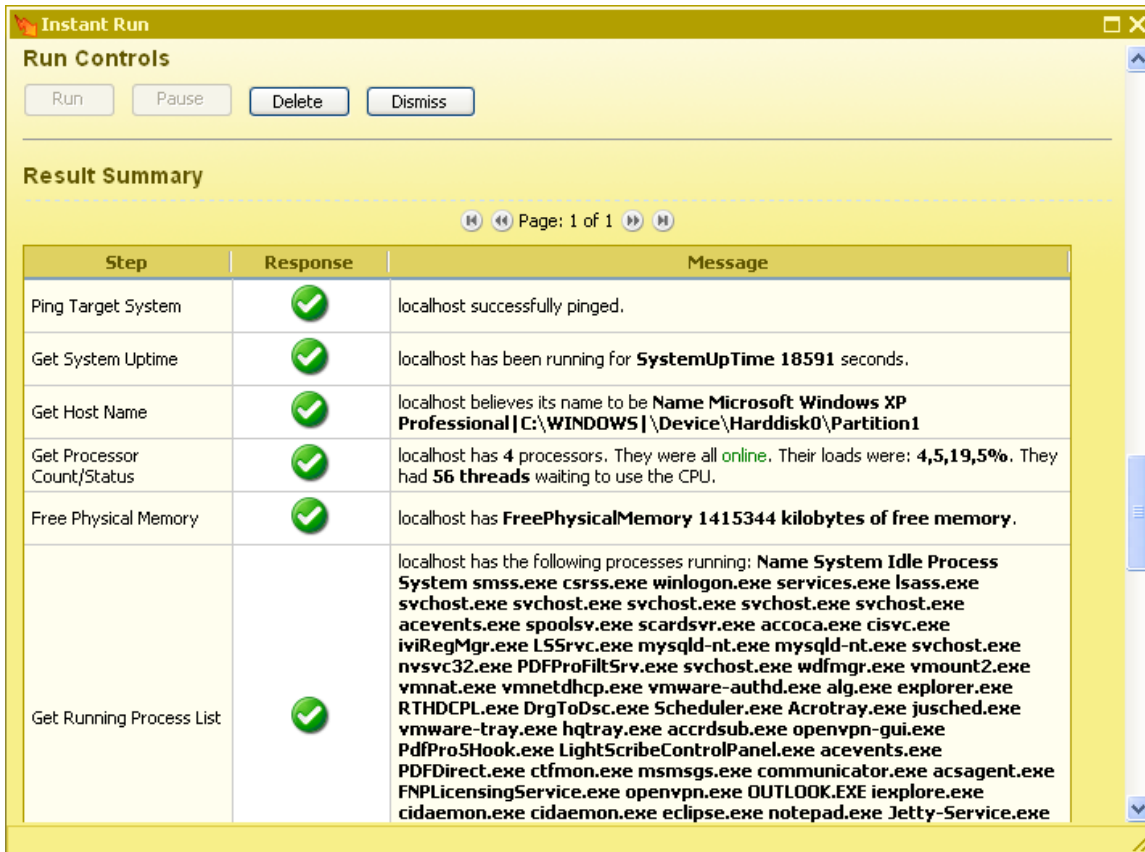 Instant Run
Run Controls
Run Pause Delete Dismiss
Result Summary
Page: 1 of 1
Step Response Message
Ping Target System localhost successfully pinged.
Get System Uptime localhost has been running for SystemUpTime 18591 seconds.
Get Host Name localhost believes its name to be Name Microsoft Windows XP
Professional|C:\WINDOWS|\Device\Harddisk0\Partition1
Get Processor
Count/Status
localhost has 4 processors. They were all online. Their loads were: 4,5,19,5%. They
had 56 threads waiting to use the CPU.
Free Physical Memory localhost has FreePhysicalMemory 1415344 kilobytes of free memory.
Get Running Process List
localhost has the following processes running: Name System Idle Process
System smss.exe csrss.exe winlogon.exe services.exe lsass.exe
svchost.exe svchost.exe svchost.exe svchost.exe svchost.exe
acevents.exe spoolsv.exe scardsvr.exe accoca.exe cisvc.exe
iviRegMgr.exe LSSrvc.exe mysqld-nt.exe mysqld-nt.exe svchost.exe
nvsvc32.exe PDFProFiltSrv.exe svchost.exe wdfmgr.exe vmount2.exe
vmnat.exe vmnetdhcp.exe vmware-authd.exe alg.exe explorer.exe
RTHDCPL.exe DrgToDsc.exe Scheduler.exe Acrotray.exe jusched.exe
vmware-tray.exe hqtray.exe accrdsub.exe openvpn-gui.exe
PdfPro5Hook.exe LightScribeControlPanel.exe acevents.exe
PDFDirect.exe ctfmon.exe msmsgs.exe communicator.exe acsagent.exe
FNPLicensingService.exe openvpn.exe OUTLOOK.EXE iexplore.exe
cidaemon.exe cidaemon.exe eclipse.exe notepad.exe Jetty-Service.exe